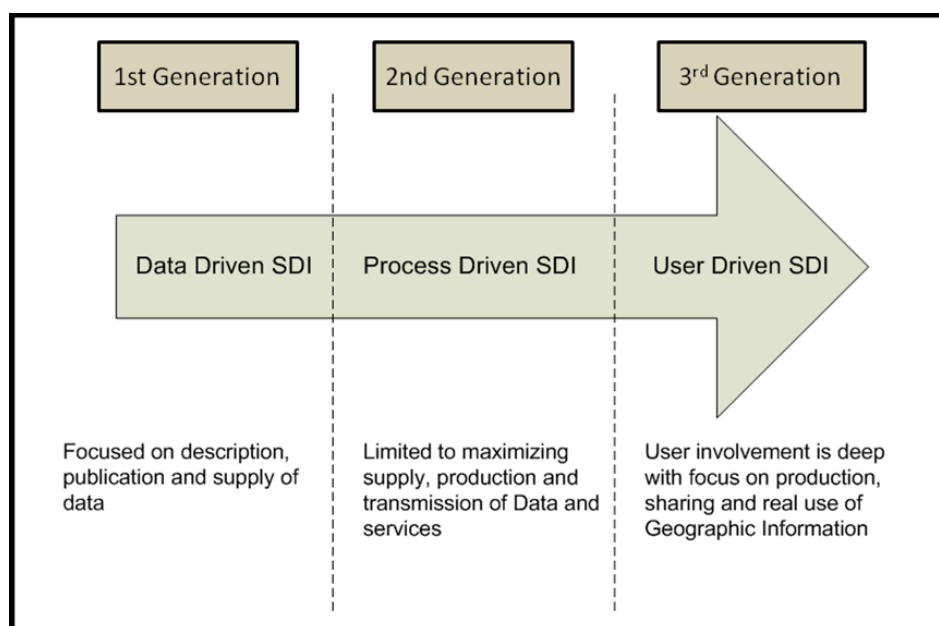 1st Generation
2nd Generation
3rd Generation
Data Driven SDI
Process Driven SDI
User Driven SDI
Focused on description,
publication and supply of
data
Limited to maximizing
supply, production and
transmission of Data and
services
User involvement is deep
with focus on production,
sharing and real use of
Geographic Information